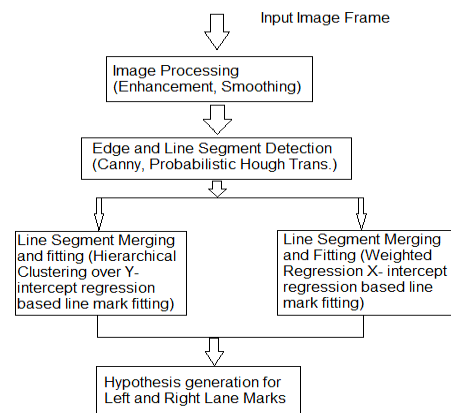 Input Image Frame
Image Processing
(Enhancement, Smoothing)
Edge and Line Segment Detection
(Canny, Probabilistic Hough Trans.)
Line Segment Merging
and fitting (Hierarchical
Clustering over Y-
intercept regression
based line mark fitting)
Line Segment Merging
and Fitting (Weighted
Regression X- intercept
regression based line
mark fitting)
Hypothesis generation for
Left and Right Lane Marks